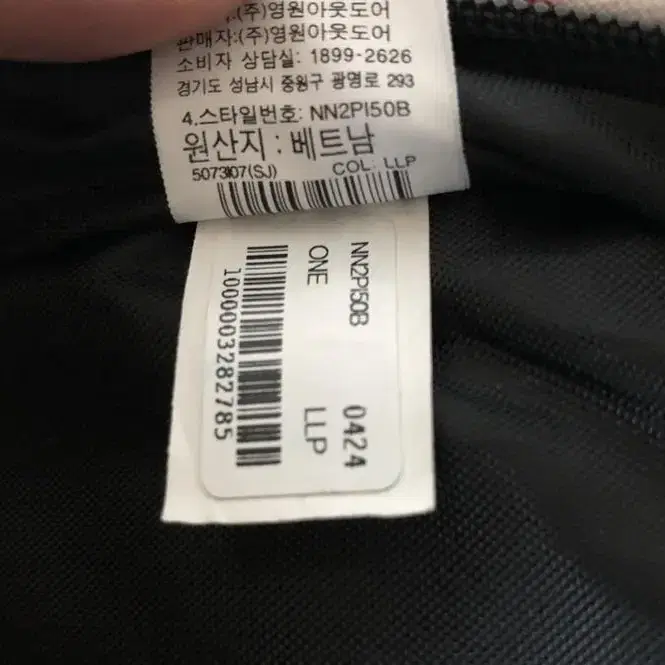 (주)영원아웃도어
판매자:(주)영원아웃도어
소비자 상담실: 1899-2626
경기도 성남시 중원구 광명로 293
4.스타일번호: NN2PI50B
원산지 : 베트남
5073107(SJ) COL: LLP
NN2PI50B 0424
ONE LLP
1000003282785